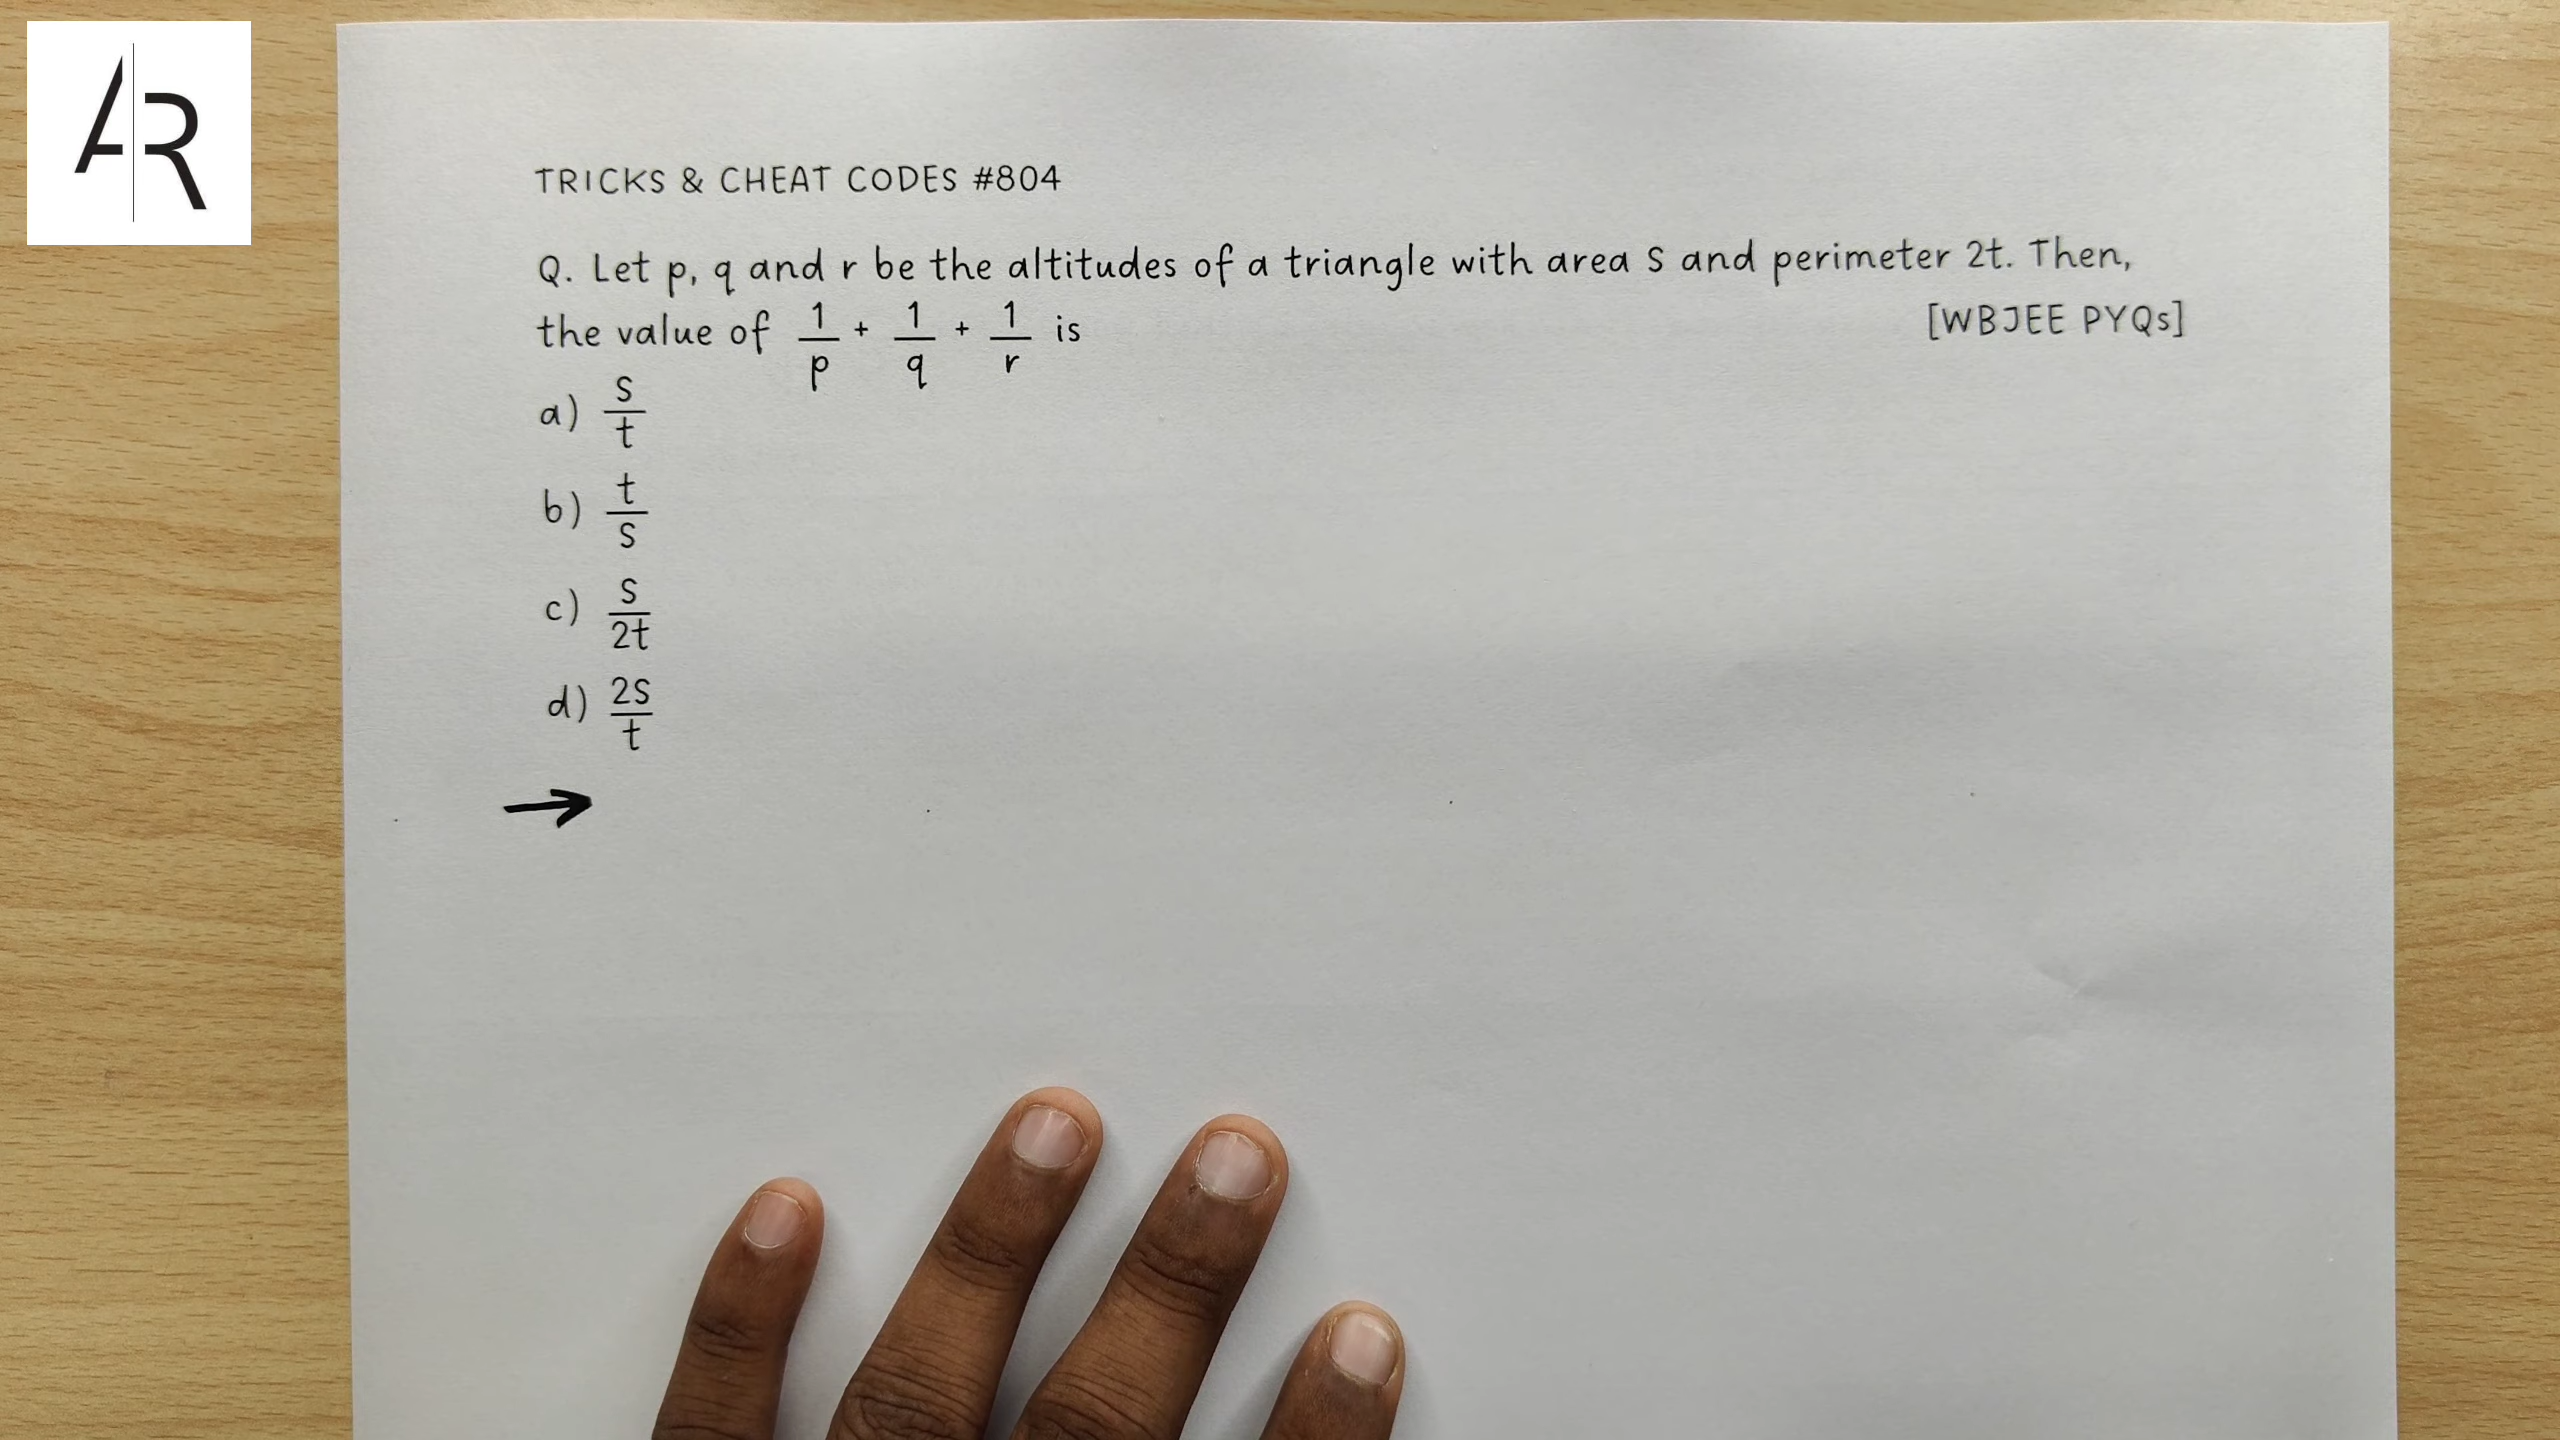 AR
TRICKS & CHEAT CODES #804
Q. Let p, q and r be the altitudes of a triangle with area S and perimeter 2t. Then,
the value of 1/p + 1/q + 1/r is
[WBJEE PYQs]
a) S/t
b) t/S
c) S/2t
d) 2S/t
→